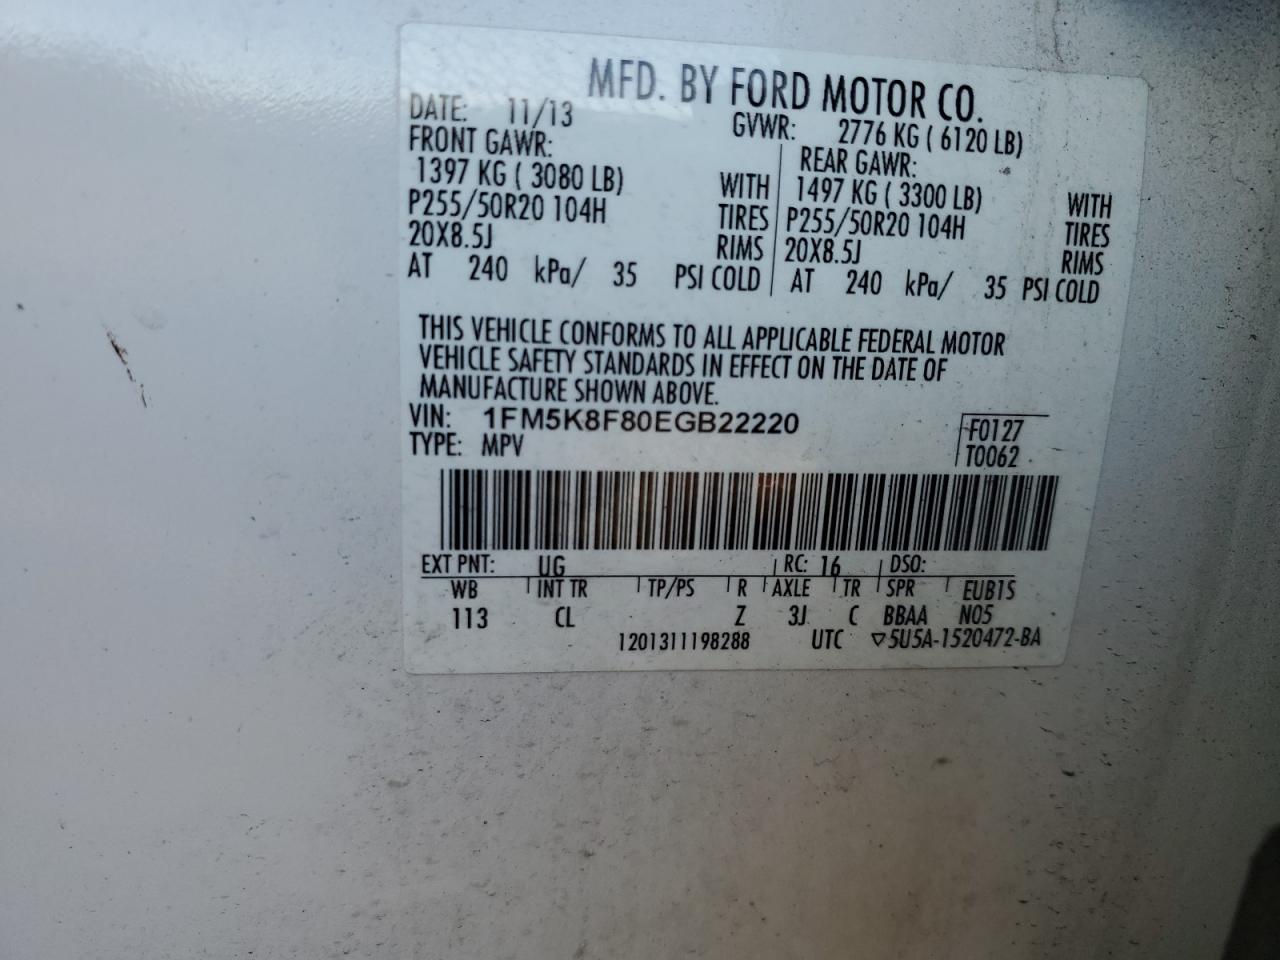 MFD. BY FORD MOTOR CO.
DATE: 11/13 GVWR: 2776 KG ( 6120 LB)
FRONT GAWR: REAR GAWR:
1397 KG ( 3080 LB) WITH 1497 KG ( 3300 LB) WITH
P255/50R20 104H TIRES P255/50R20 104H TIRES
20X8.5J RIMS 20X8.5J RIMS
AT 240 kPa/ 35 PSI COLD AT 240 kPa/ 35 PSI COLD
THIS VEHICLE CONFORMS TO ALL APPLICABLE FEDERAL MOTOR
VEHICLE SAFETY STANDARDS IN EFFECT ON THE DATE OF
MANUFACTURE SHOWN ABOVE.
VIN: 1FM5K8F80EGB22220 F0127
TYPE: MPV T0062
EXT PNT: UG RC: 16 DSO:
WB INT TR TP/PS R AXLE TR SPR EUB1S
113 CL Z 3J C BBAA N05
1201311198288 UTC ▽5U5A-1520472-BA